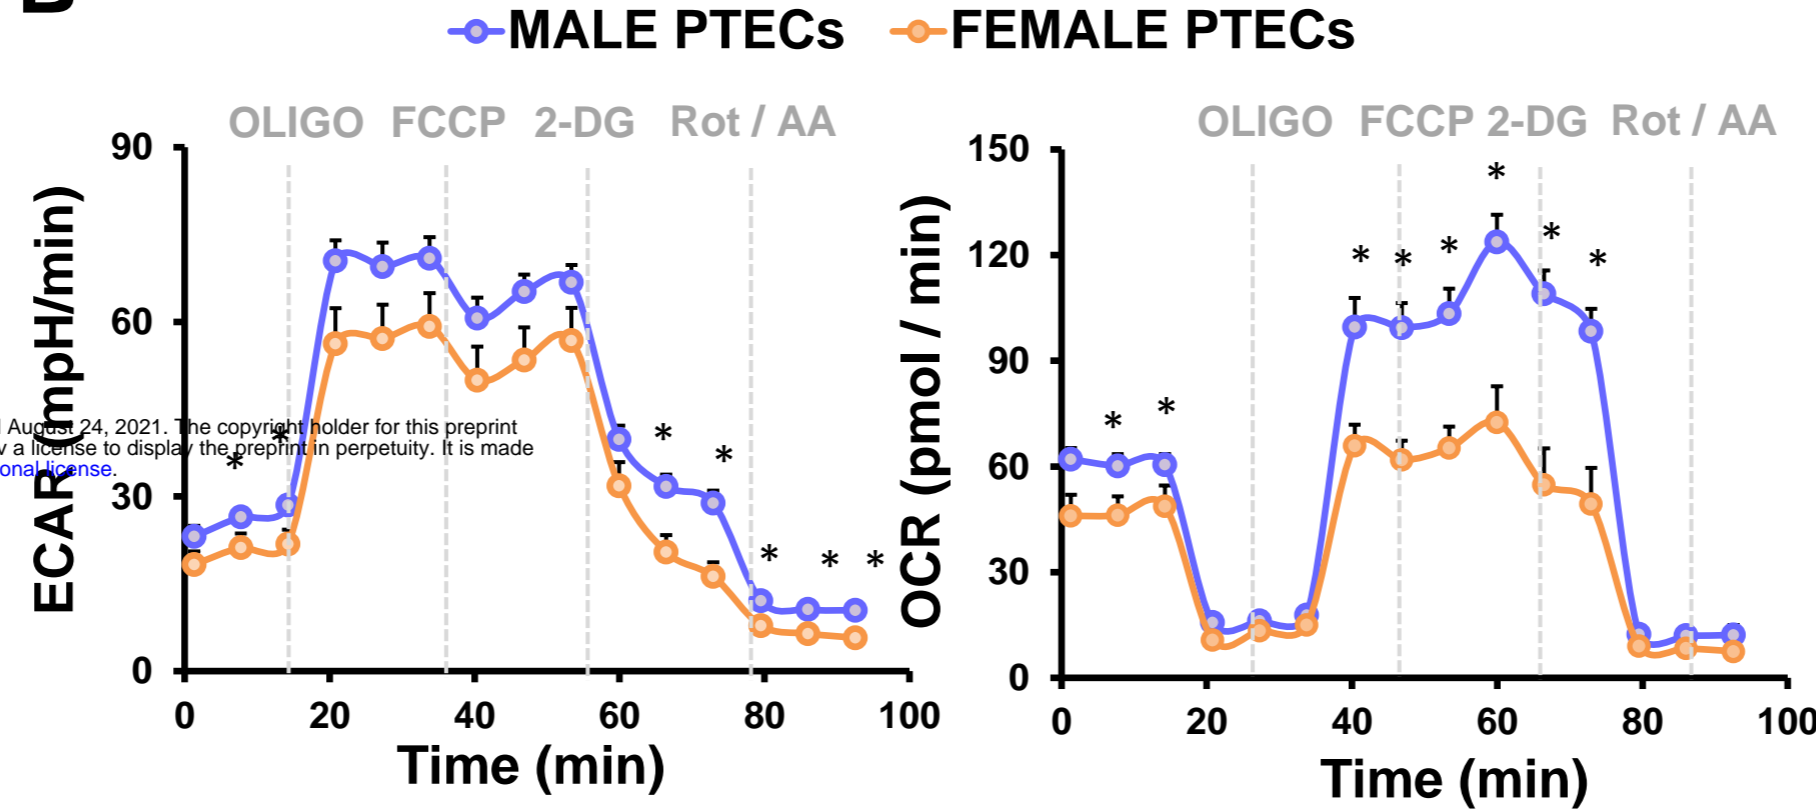 MALE PTECs FEMALE PTECs
OLIGO FCCP 2-DG Rot / AA
90
60
30
0
0 20 40 60 80 100
ECAR (mpH/min)
Time (min)
* * * * * * *
August 24, 2021. The copyright holder for this preprint
a license to display the preprint in perpetuity. It is made
onal license.
OLIGO FCCP 2-DG Rot / AA
150
120
90
60
30
0
0 20 40 60 80 100
OCR (pmol / min)
Time (min)
* * * * * * * *